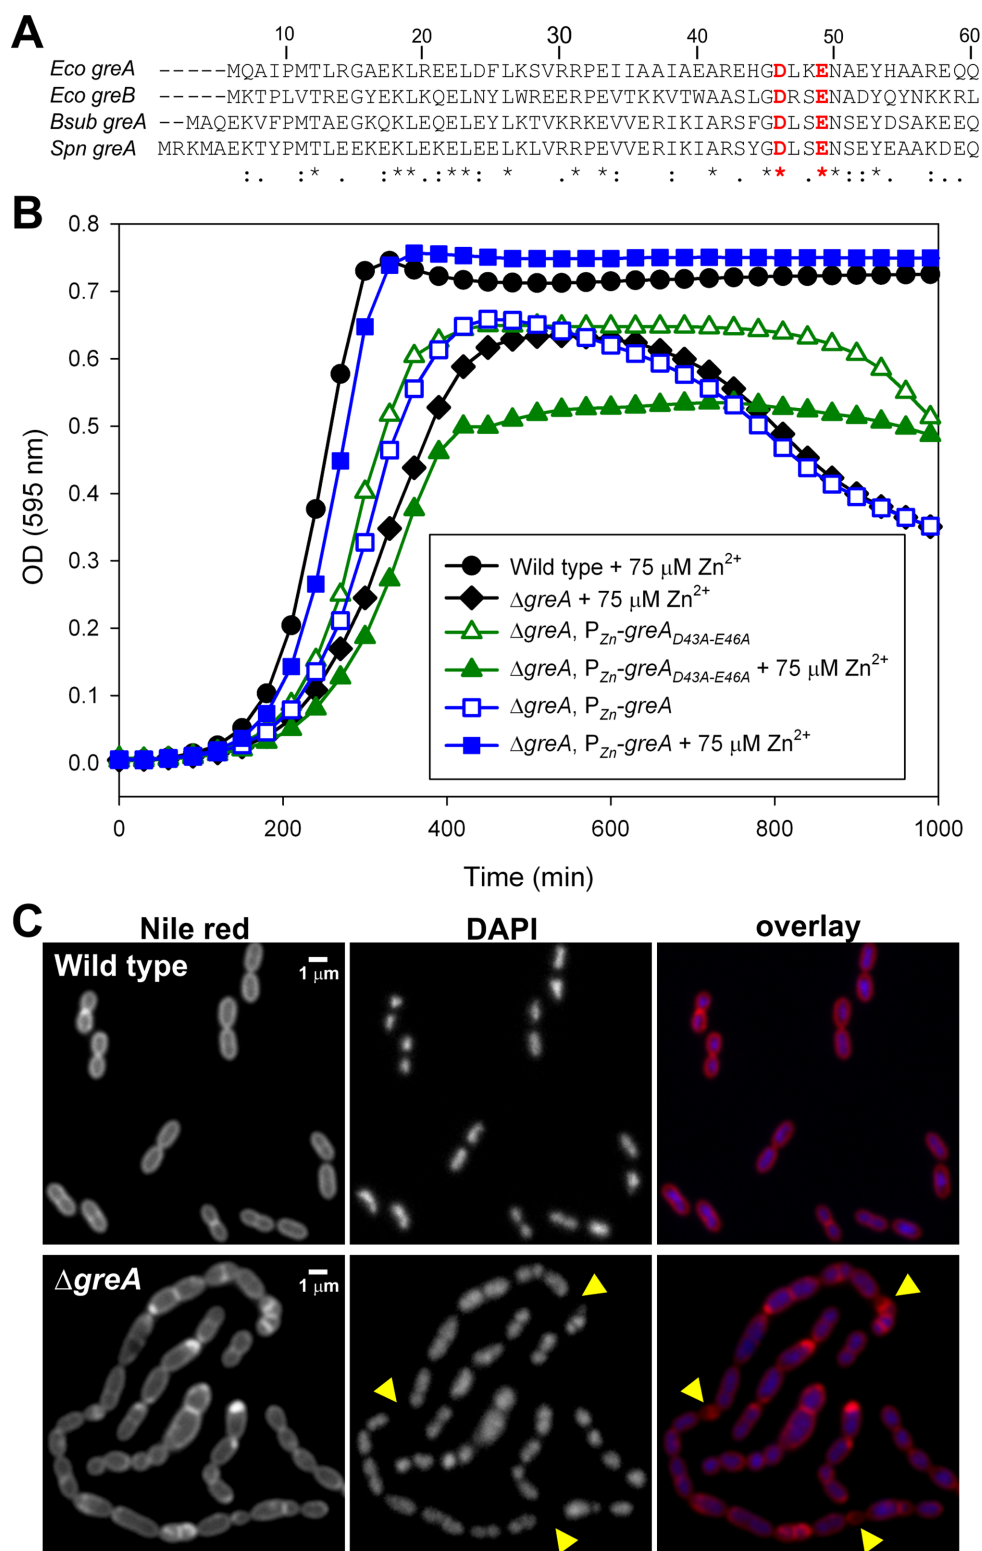 A
10 20 30 40 50 60
Eco greA -----MQAIPMTLRGAEKLREELDFLKSVRRPEIIAAIAEAREHGDLKENAEYHAAREQQ
Eco greB -----MKTPLVTREGYEKLKQELNYLWREERPEVTKKVTWAASLGDRSENADYQYNKKRL
Bsub greA --MAQEKVFPMTAEGKQKLEQELEYLKTVKRKEVVERIKIARSFGDLSENSEYDSAKEEQ
Spn greA MRKMAEKTYPMTLEEKEKLEKELEELKLVRRPEVVERIKIARSYGDLSENSEYEAAKDEQ
:. * . :**.:**: * .* *: : * . ** .*::*. :..
B
0.8
0.7
0.6
0.5
0.4
0.3
0.2
0.1
0.0
OD (595 nm)
Wild type + 75 µM Zn2+
ΔgreA + 75 µM Zn2+
ΔgreA, PZn-greAD43A-E46A
ΔgreA, PZn-greAD43A-E46A + 75 µM Zn2+
ΔgreA, PZn-greA
ΔgreA, PZn-greA + 75 µM Zn2+
0 200 400 600 800 1000
Time (min)
C
Nile red DAPI overlay
Wild type
1 µm
ΔgreA
1 µm